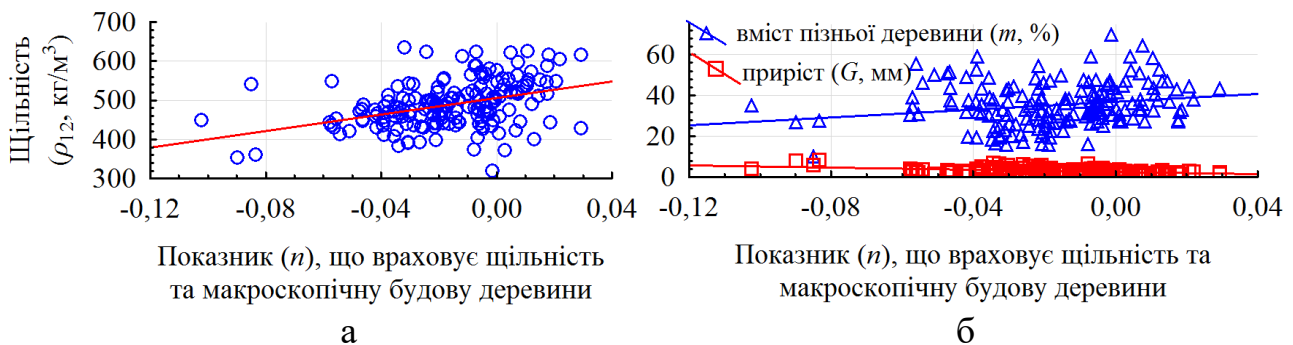 Щільність
(ρ12, кг/м³)
700
600
500
400
300
-0,12
-0,08
-0,04
0,00
0,04
Показник (n), що враховує щільність
та макроскопічну будову деревини
а
вміст пізньої деревини (m, %)
приріст (G, мм)
60
40
20
0
-0,12
-0,08
-0,04
0,00
0,04
Показник (n), що враховує щільність та
макроскопічну будову деревини
б